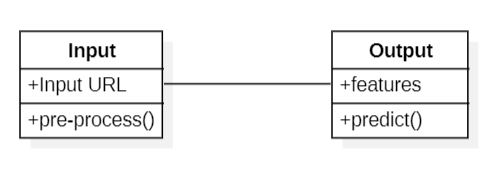 Input
+Input URL
+pre-process()
Output
+features
+predict()